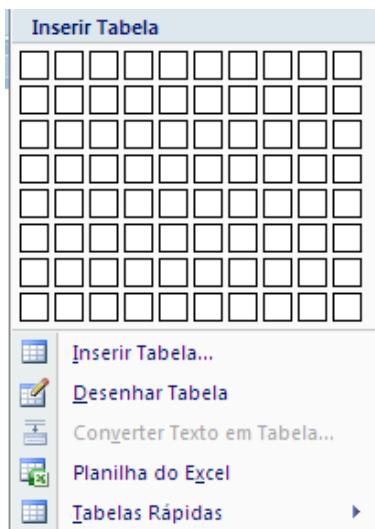 Inserir Tabela
Inserir Tabela...
Desenhar Tabela
Converter Texto em Tabela...
Planilha do Excel
Tabelas Rápidas